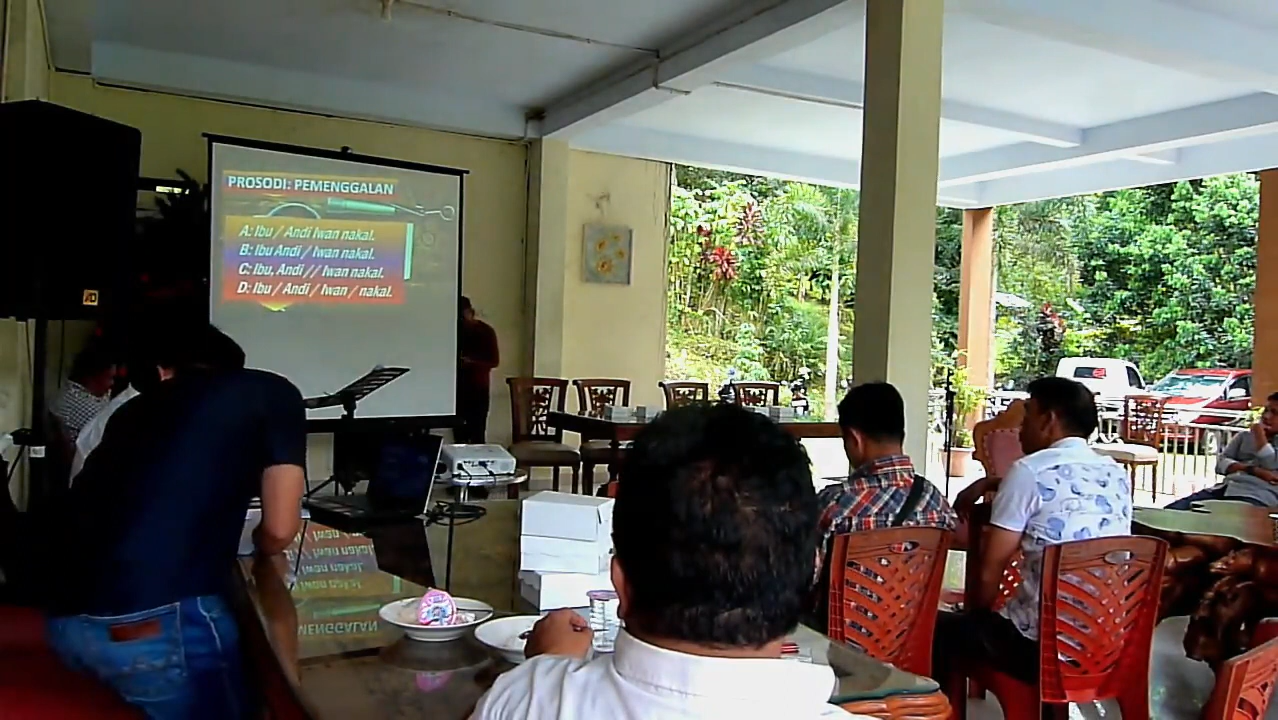 PROSODI: PEMENGGALAN
A: Ibu / Andi Iwan nakal.
B: Ibu Andi / Iwan nakal.
C: Ibu, Andi // Iwan nakal.
D: Ibu / Andi / Iwan / nakal.